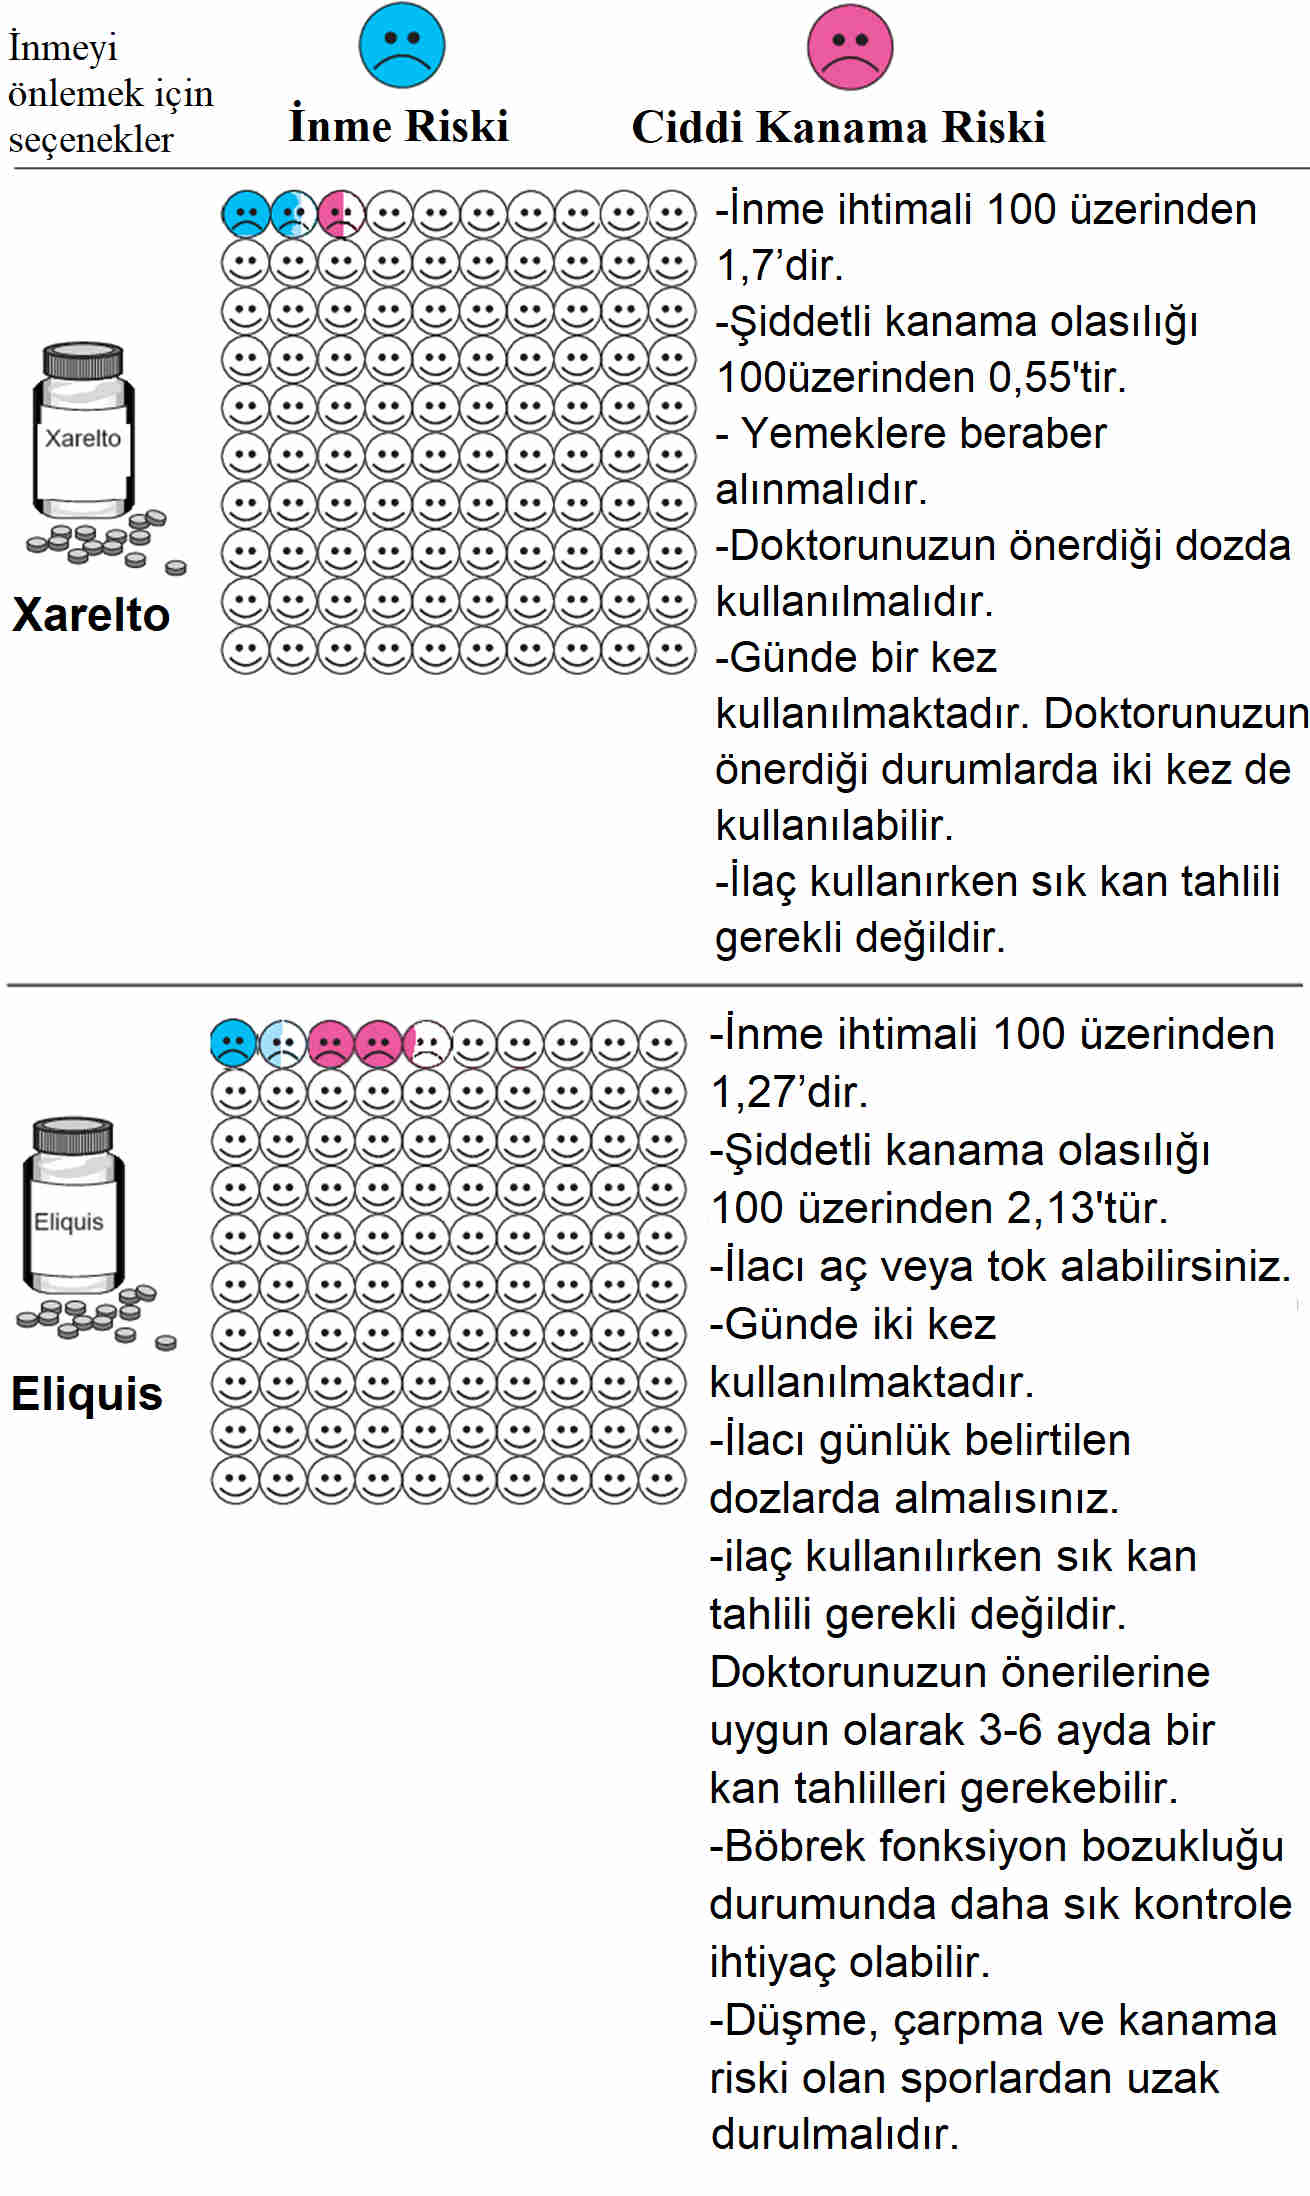 İnmeyi
önlemek için
seçenekler
İnme Riski
Ciddi Kanama Riski
Xarelto
Xarelto
-İnme ihtimali 100 üzerinden
1,7’dir.
-Şiddetli kanama olasılığı
100üzerinden 0,55'tir.
- Yemeklere beraber
alınmalıdır.
-Doktorunuzun önerdiği dozda
kullanılmalıdır.
-Günde bir kez
kullanılmaktadır. Doktorunuzun
önerdiği durumlarda iki kez de
kullanılabilir.
-İlaç kullanırken sık kan tahlili
gerekli değildir.
Eliquis
Eliquis
-İnme ihtimali 100 üzerinden
1,27’dir.
-Şiddetli kanama olasılığı
100 üzerinden 2,13'tür.
-İlacı aç veya tok alabilirsiniz.
-Günde iki kez
kullanılmaktadır.
-İlacı günlük belirtilen
dozlarda almalısınız.
-ilaç kullanılırken sık kan
tahlili gerekli değildir.
Doktorunuzun önerilerine
uygun olarak 3-6 ayda bir
kan tahlilleri gerekebilir.
-Böbrek fonksiyon bozukluğu
durumunda daha sık kontrole
ihtiyaç olabilir.
-Düşme, çarpma ve kanama
riski olan sporlardan uzak
durulmalıdır.